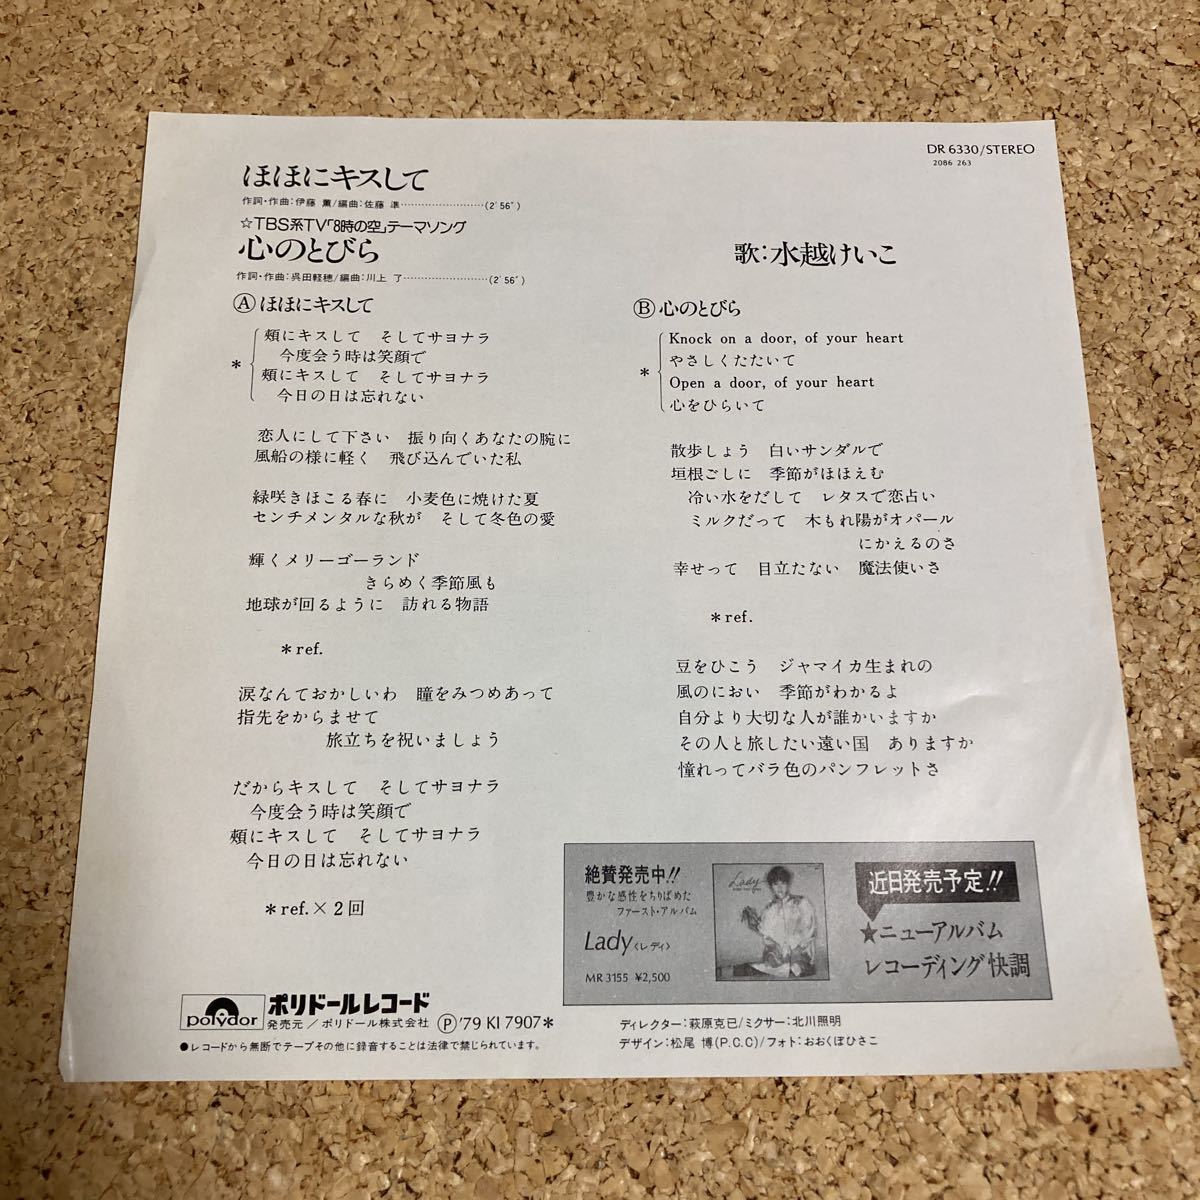 DR 6330/STEREO
2086 263
ほほにキスして
作詞・作曲：伊藤 薫/編曲：佐藤 準……………………(2'56")
☆TBS系TV「8時の空」テーマソング
心のとびら
作詞・作曲：呉田軽穂/編曲：川上 了……………………(2'56")
歌：水越けいこ
Ⓐ ほほにキスして
＊
頬にキスして そしてサヨナラ
今度会う時は笑顔で
頬にキスして そしてサヨナラ
今日の日は忘れない
恋人にして下さい 振り向くあなたの腕に
風船の様に軽く 飛び込んでいた私
緑咲きほこる春に 小麦色に焼けた夏
センチメンタルな秋が そして冬色の愛
輝くメリーゴーランド
きらめく季節風も
地球が回るように 訪れる物語
＊ref.
涙なんておかしいわ 瞳をみつめあって
指先をからませて
旅立ちを祝いましょう
だからキスして そしてサヨナラ
今度会う時は笑顔で
頬にキスして そしてサヨナラ
今日の日は忘れない
＊ref.×2回
Ⓑ 心のとびら
＊
Knock on a door, of your heart
やさしくたたいて
Open a door, of your heart
心をひらいて
散歩しょう 白いサンダルで
垣根ごしに 季節がほほえむ
冷い水をだして レタスで恋占い
ミルクだって 木もれ陽がオパール
にかえるのさ
幸せって 目立たない 魔法使いさ
＊ref.
豆をひこう ジャマイカ生まれの
風のにおい 季節がわかるよ
自分より大切な人が誰かいますか
その人と旅したい遠い国 ありますか
憧れってバラ色のパンフレットさ
絶賛発売中!!
豊かな感性をちりばめた
ファースト・アルバム
Lady〈レディ〉
MR 3155 ¥2,500
Lady
近日発売予定!!
★ニューアルバム
レコーディング快調
polydor
ポリドールレコード
発売元／ポリドール株式会社 Ⓟ'79 KI 7907＊
●レコードから無断でテープその他に録音することは法律で禁じられています。
ディレクター：萩原克已/ミクサー：北川照明
デザイン：松尾 博(P.C.C)/フォト：おおくぼひさこ